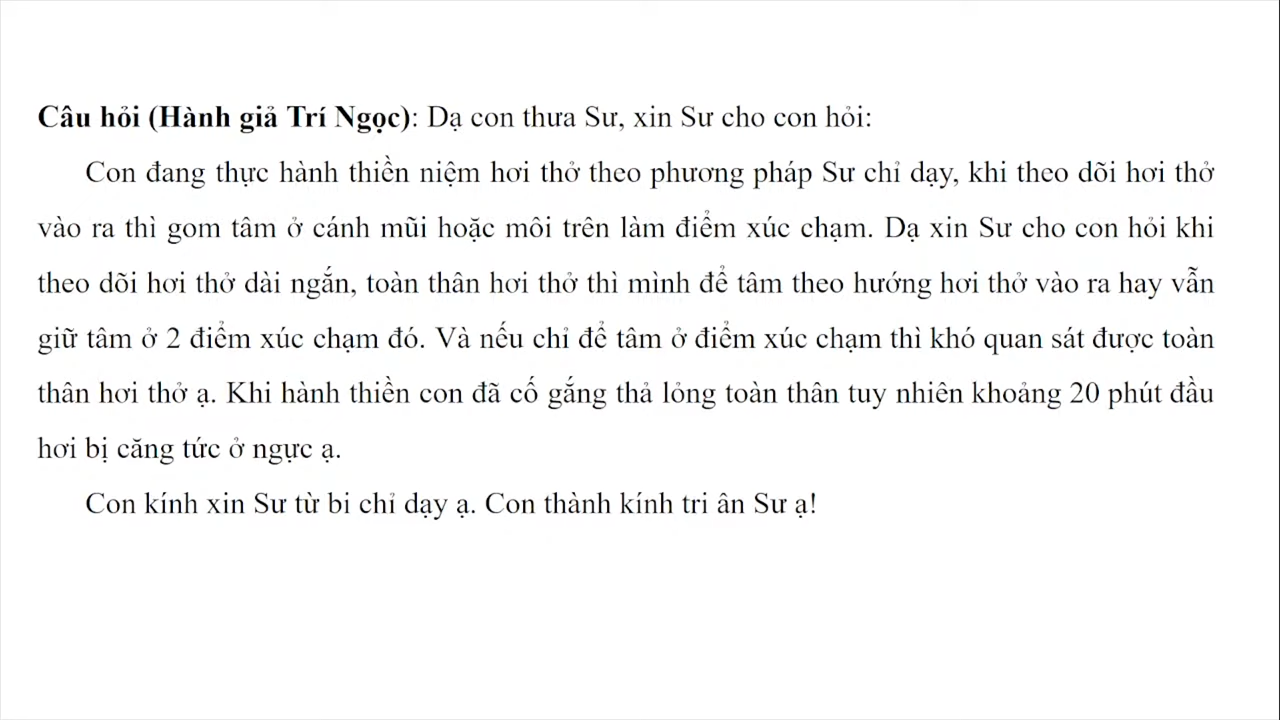 Câu hỏi (Hành giả Trí Ngọc): Dạ con thưa Sư, xin Sư cho con hỏi:
Con đang thực hành thiền niệm hơi thở theo phương pháp Sư chỉ dạy, khi theo dõi hơi thở
vào ra thì gom tâm ở cánh mũi hoặc môi trên làm điểm xúc chạm. Dạ xin Sư cho con hỏi khi
theo dõi hơi thở dài ngắn, toàn thân hơi thở thì mình để tâm theo hướng hơi thở vào ra hay vẫn
giữ tâm ở 2 điểm xúc chạm đó. Và nếu chỉ để tâm ở điểm xúc chạm thì khó quan sát được toàn
thân hơi thở ạ. Khi hành thiền con đã cố gắng thả lỏng toàn thân tuy nhiên khoảng 20 phút đầu
hơi bị căng tức ở ngực ạ.
Con kính xin Sư từ bi chỉ dạy ạ. Con thành kính tri ân Sư ạ!